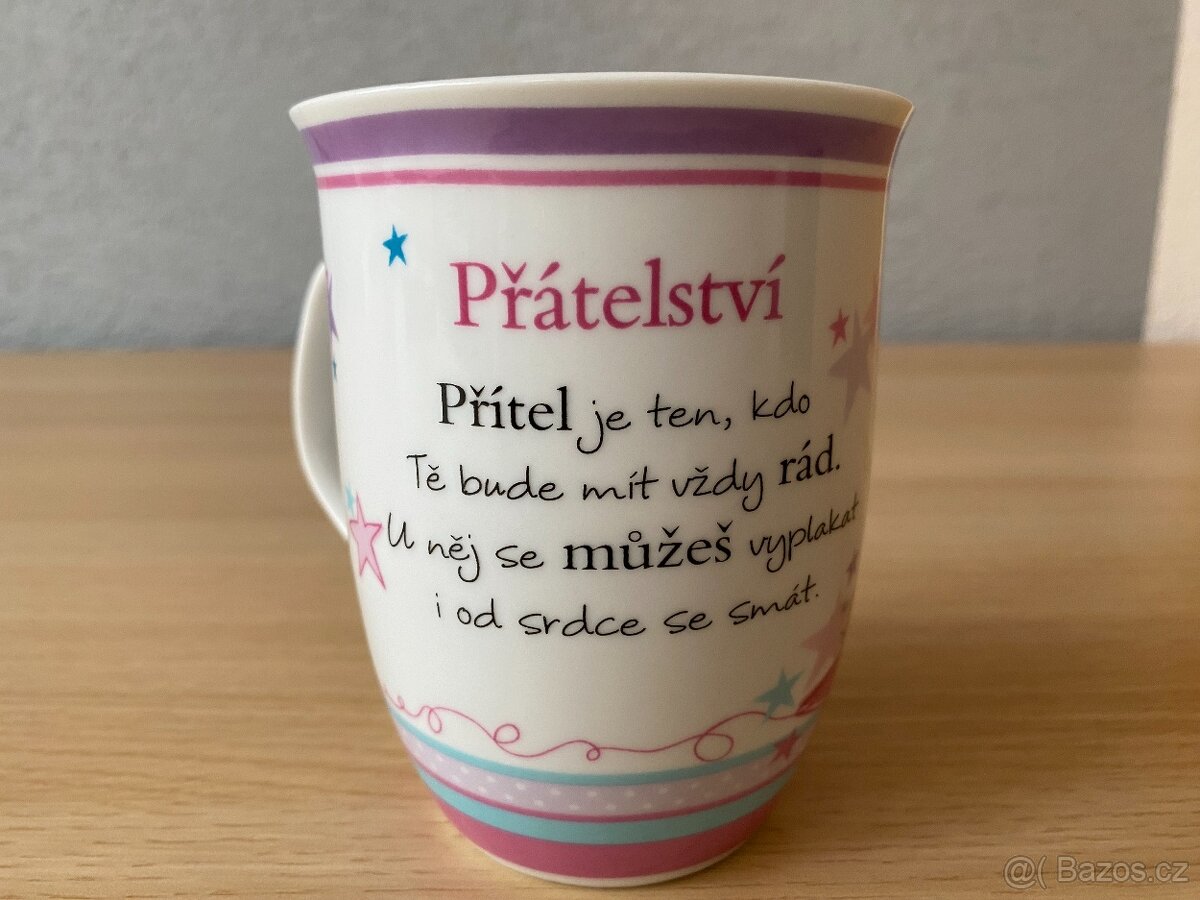 Přátelství
Přítel je ten, kdo
Tě bude mít vždy rád.
U něj se můžeš vyplakat
i od srdce se smát.
@( Bazos.cz